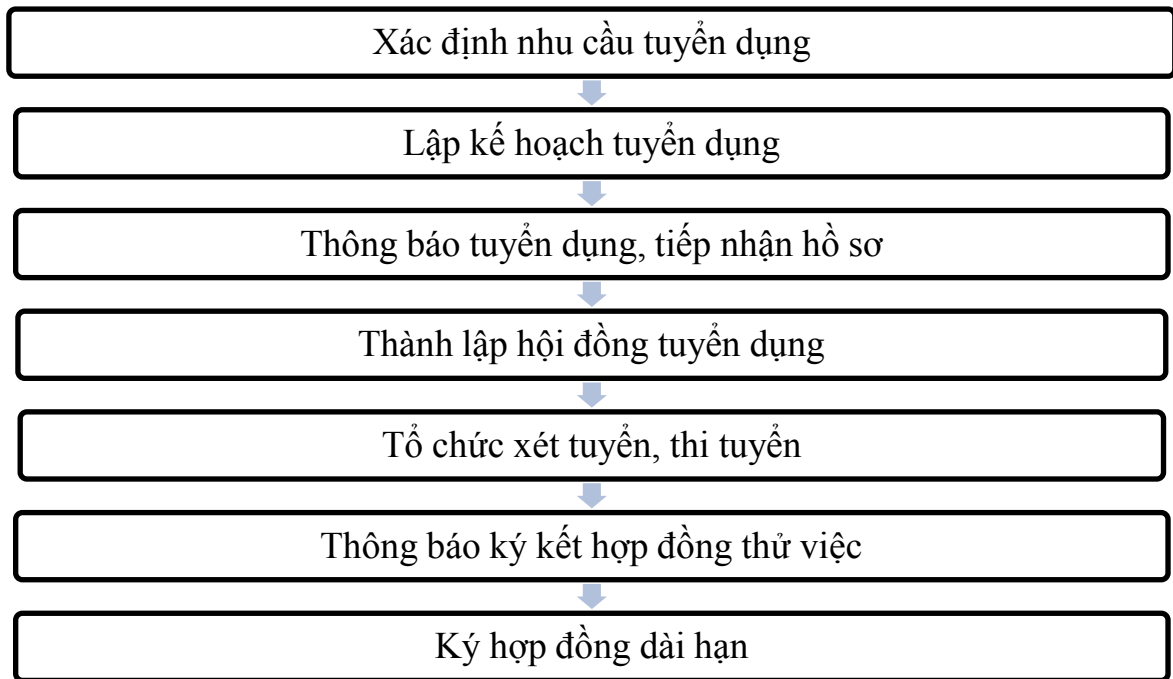 Xác định nhu cầu tuyển dụng
Lập kế hoạch tuyển dụng
Thông báo tuyển dụng, tiếp nhận hồ sơ
Thành lập hội đồng tuyển dụng
Tổ chức xét tuyển, thi tuyển
Thông báo ký kết hợp đồng thử việc
Ký hợp đồng dài hạn